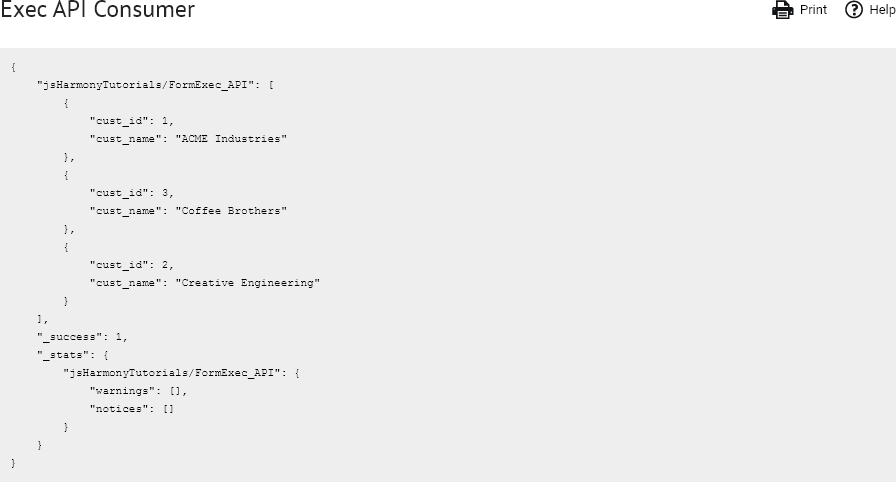 Exec API Consumer
Print
Help
{
    "jsHarmonyTutorials/FormExec_API": [
        {
            "cust_id": 1,
            "cust_name": "ACME Industries"
        },
        {
            "cust_id": 3,
            "cust_name": "Coffee Brothers"
        },
        {
            "cust_id": 2,
            "cust_name": "Creative Engineering"
        }
    ],
    "_success": 1,
    "_stats": {
        "jsHarmonyTutorials/FormExec_API": {
            "warnings": [],
            "notices": []
        }
    }
}